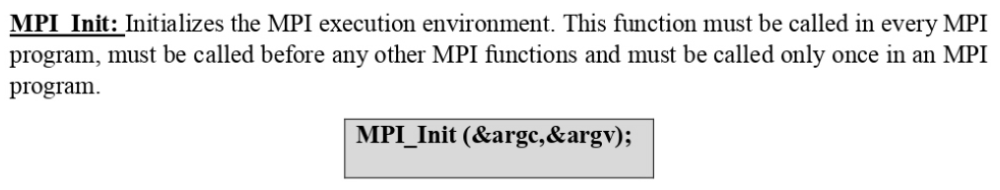 MPI_Init: Initializes the MPI execution environment. This function must be called in every MPI
program, must be called before any other MPI functions and must be called only once in an MPI
program.
MPI_Init (&argc,&argv);